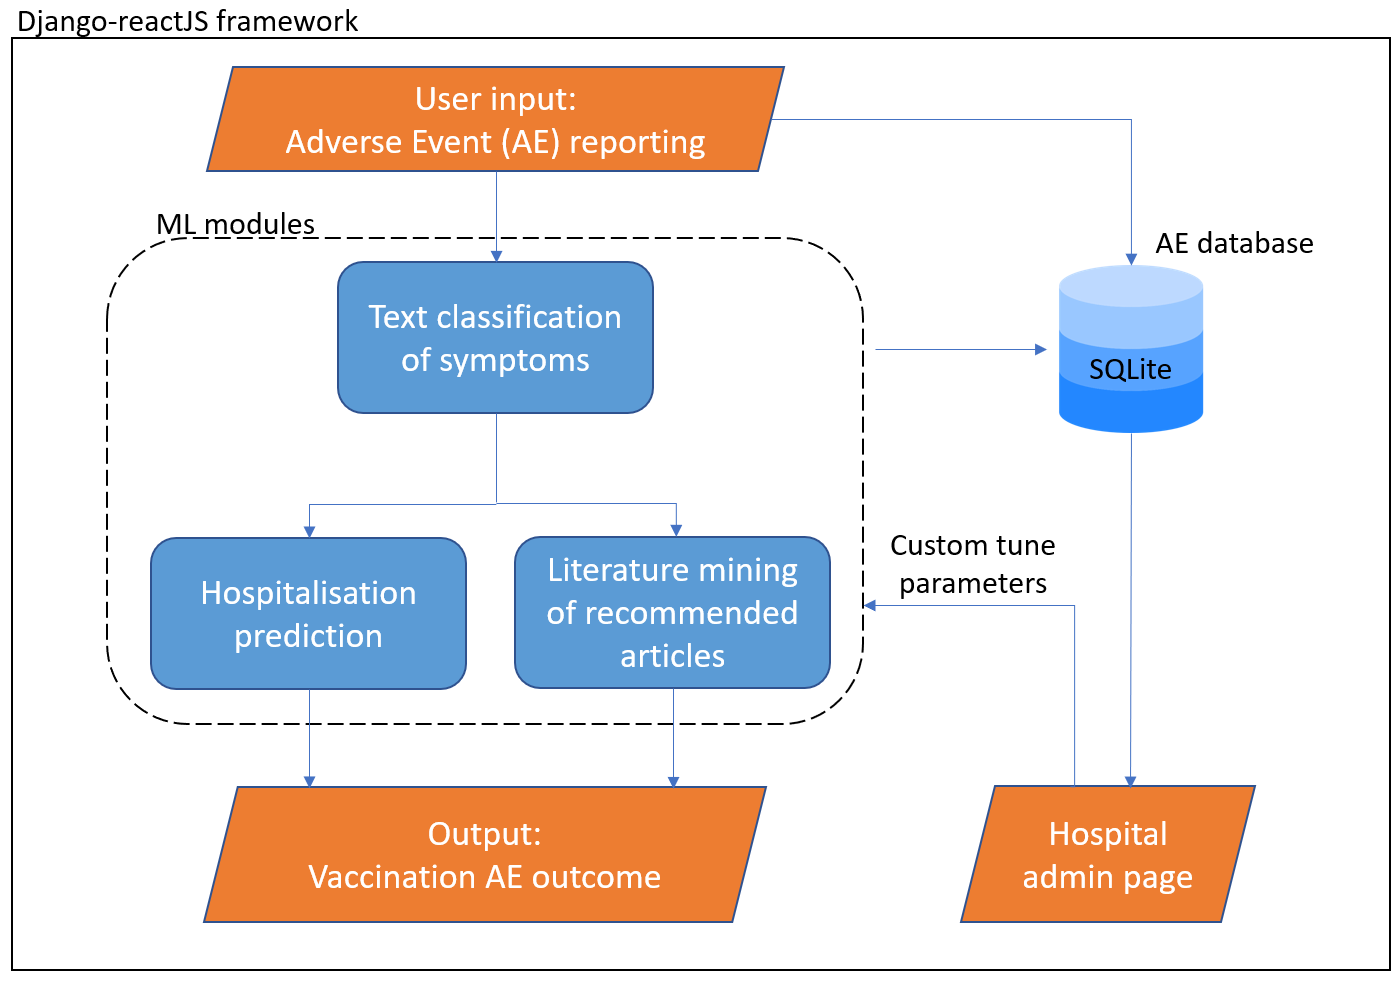 Django-reactJS framework
User input:
Adverse Event (AE) reporting
ML modules
AE database
Text classification
of symptoms
SQLite
Custom tune
parameters
Hospitalisation
prediction
Literature mining
of recommended
articles
Output:
Vaccination AE outcome
Hospital
admin page